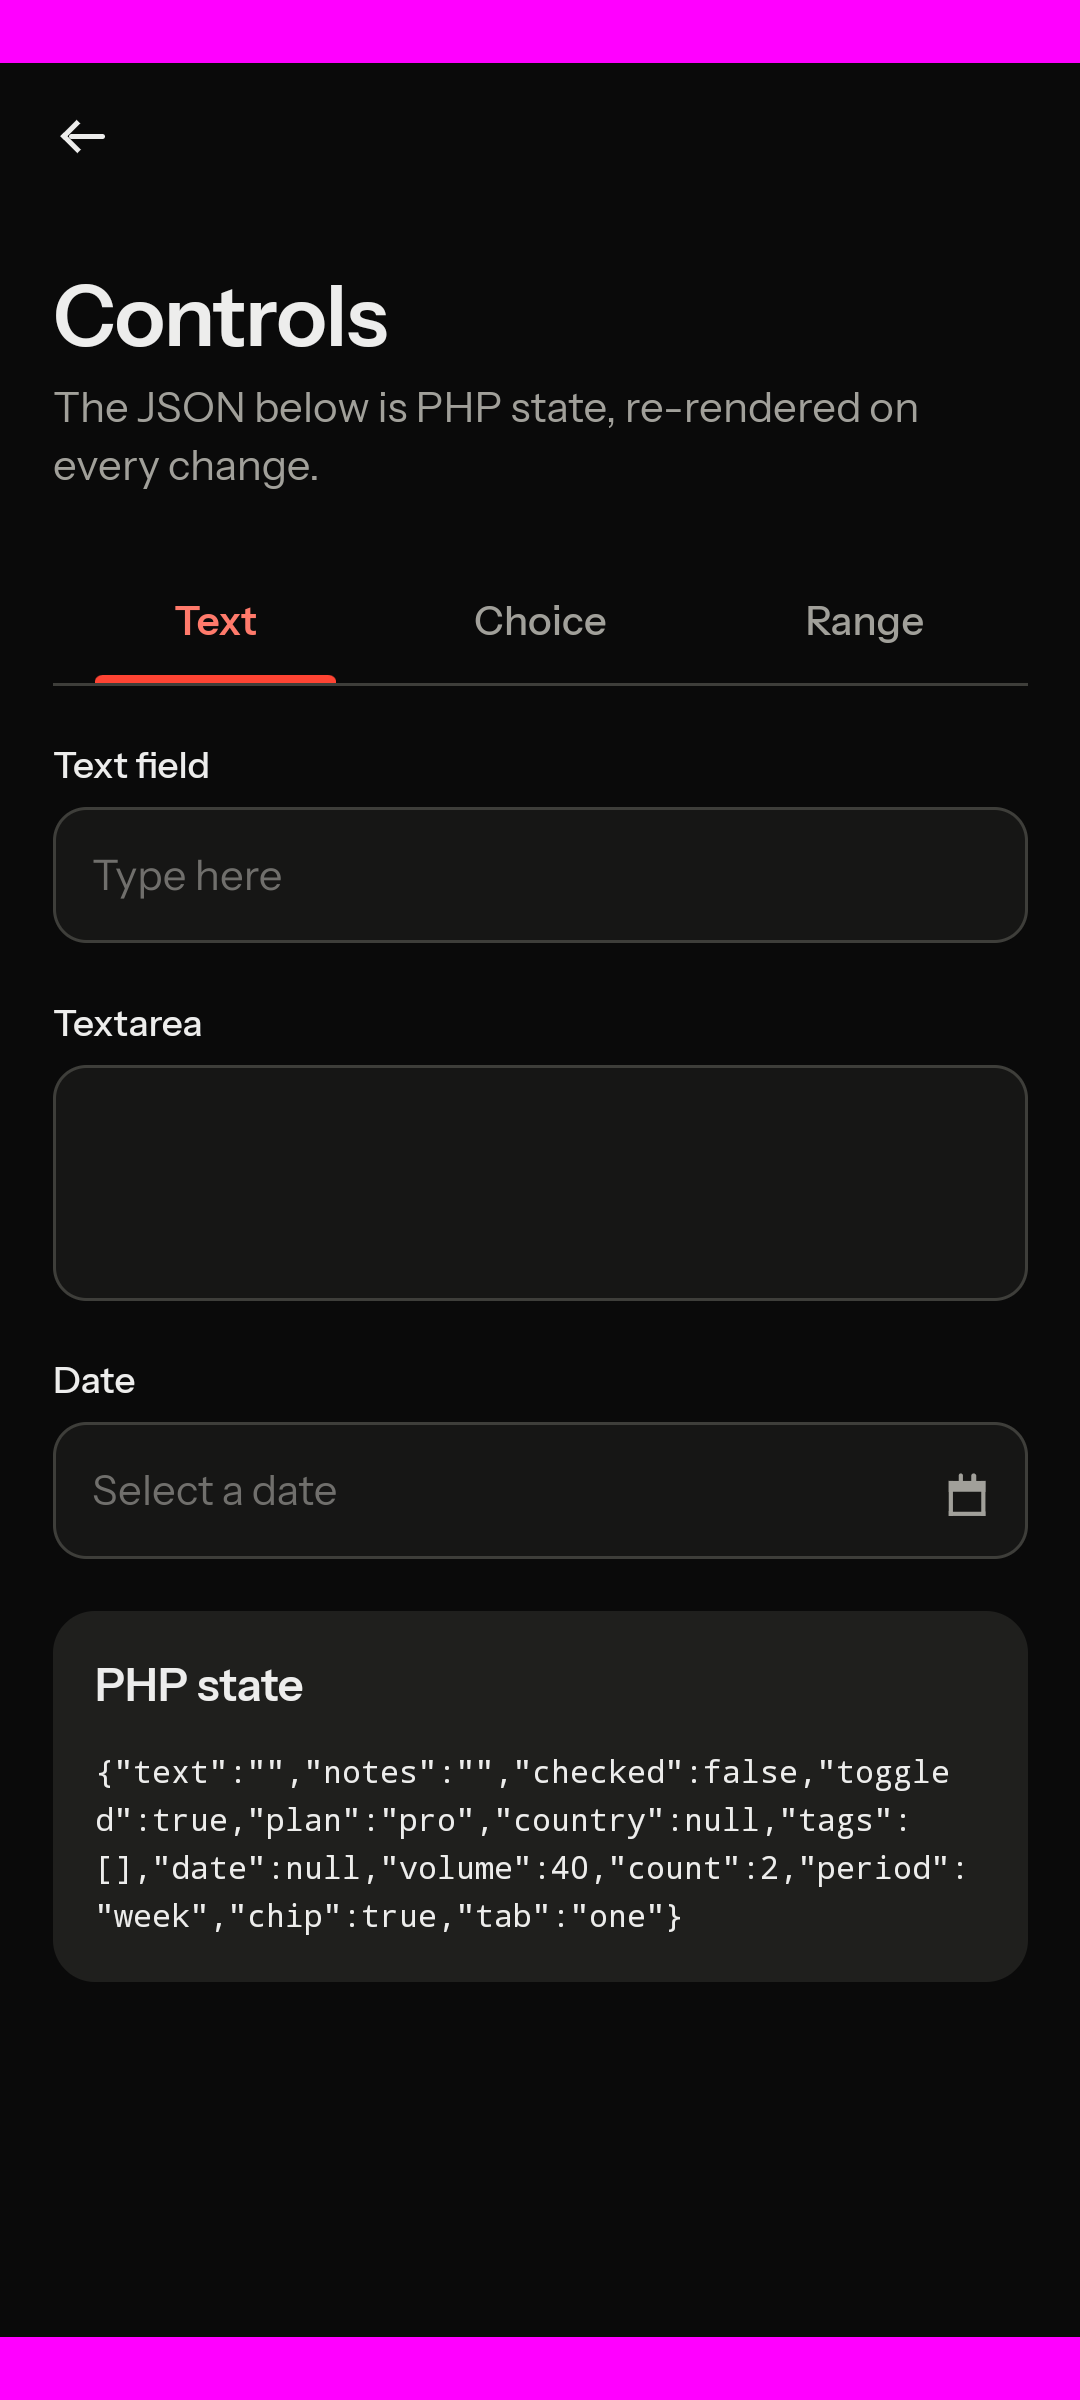 Controls
The JSON below is PHP state, re-rendered on
every change.
Text
Choice
Range
Text field
Type here
Textarea
Date
Select a date
PHP state
{"text":"","notes":"","checked":false,"toggle
d":true,"plan":"pro","country":null,"tags":
[],"date":null,"volume":40,"count":2,"period":
"week","chip":true,"tab":"one"}